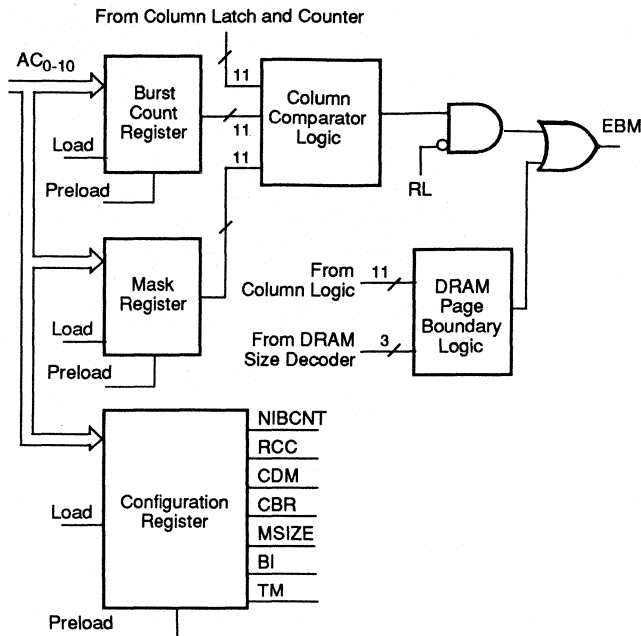 From Column Latch and Counter
AC0-10
11
Burst
Count
Register
11
Column
Comparator
Logic
Load
11
Preload
RL
EBM
Mask
Register
Load
Preload
From
Column Logic
11
From DRAM
Size Decoder
3
DRAM
Page
Boundary
Logic
Configuration
Register
Load
Preload
NIBCNT
RCC
CDM
CBR
MSIZE
BI
TM